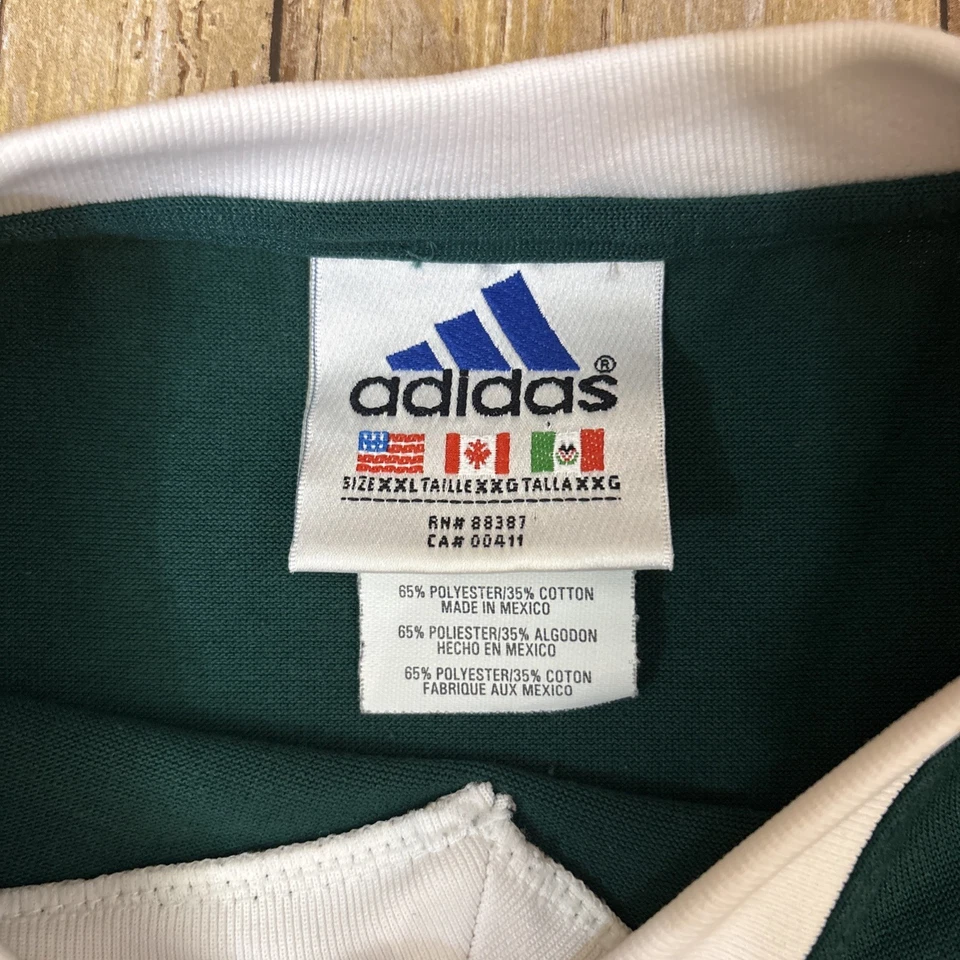 adidas®
SIZE XXL TAILLE XXG TALLA XXG
RN# 88387
CA# 00411
65% POLYESTER/35% COTTON
MADE IN MEXICO
65% POLIESTER/35% ALGODON
HECHO EN MEXICO
65% POLYESTER/35% COTON
FABRIQUE AUX MEXICO